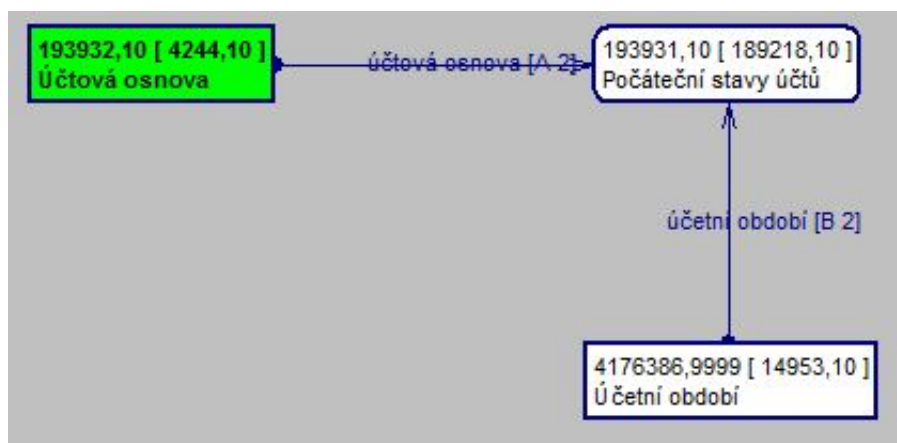 193932,10 [ 4244,10 ]
Účtová osnova
účtová osnova [A 2]
193931,10 [ 189218,10 ]
Počáteční stavy účtů
účetní období [B 2]
4176386,9999 [ 14953,10 ]
Účetní období